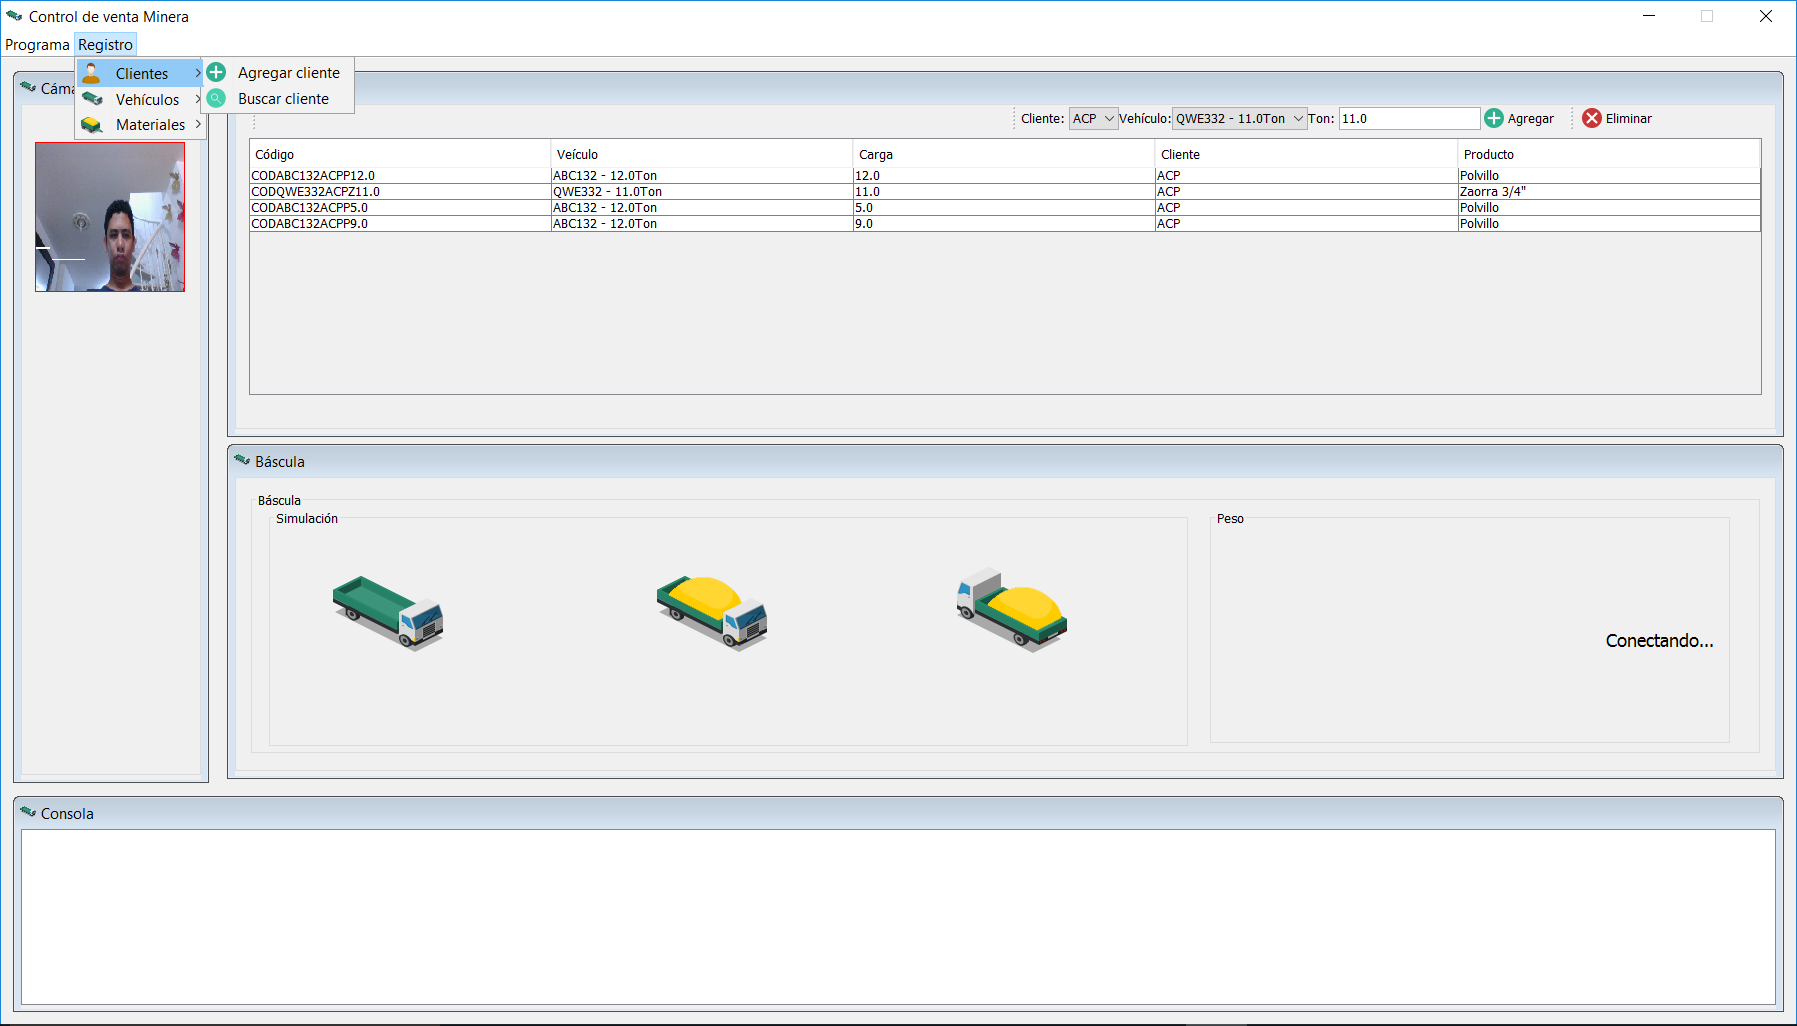 Control de venta Minera
Programa Registro
Clientes
Vehículos
Materiales
Agregar cliente
Buscar cliente
Cáma
Cliente: ACP Vehículo: QWE332 - 11.0Ton Ton: 11.0 Agregar Eliminar
Código Veículo Carga Cliente Producto
CODABC132ACPP12.0 ABC132 - 12.0Ton 12.0 ACP Polvillo
CODQWE332ACPZ11.0 QWE332 - 11.0Ton 11.0 ACP Zaorra 3/4"
CODABC132ACPP5.0 ABC132 - 12.0Ton 5.0 ACP Polvillo
CODABC132ACPP9.0 ABC132 - 12.0Ton 9.0 ACP Polvillo
Báscula
Báscula
Simulación Peso
Conectando...
Consola